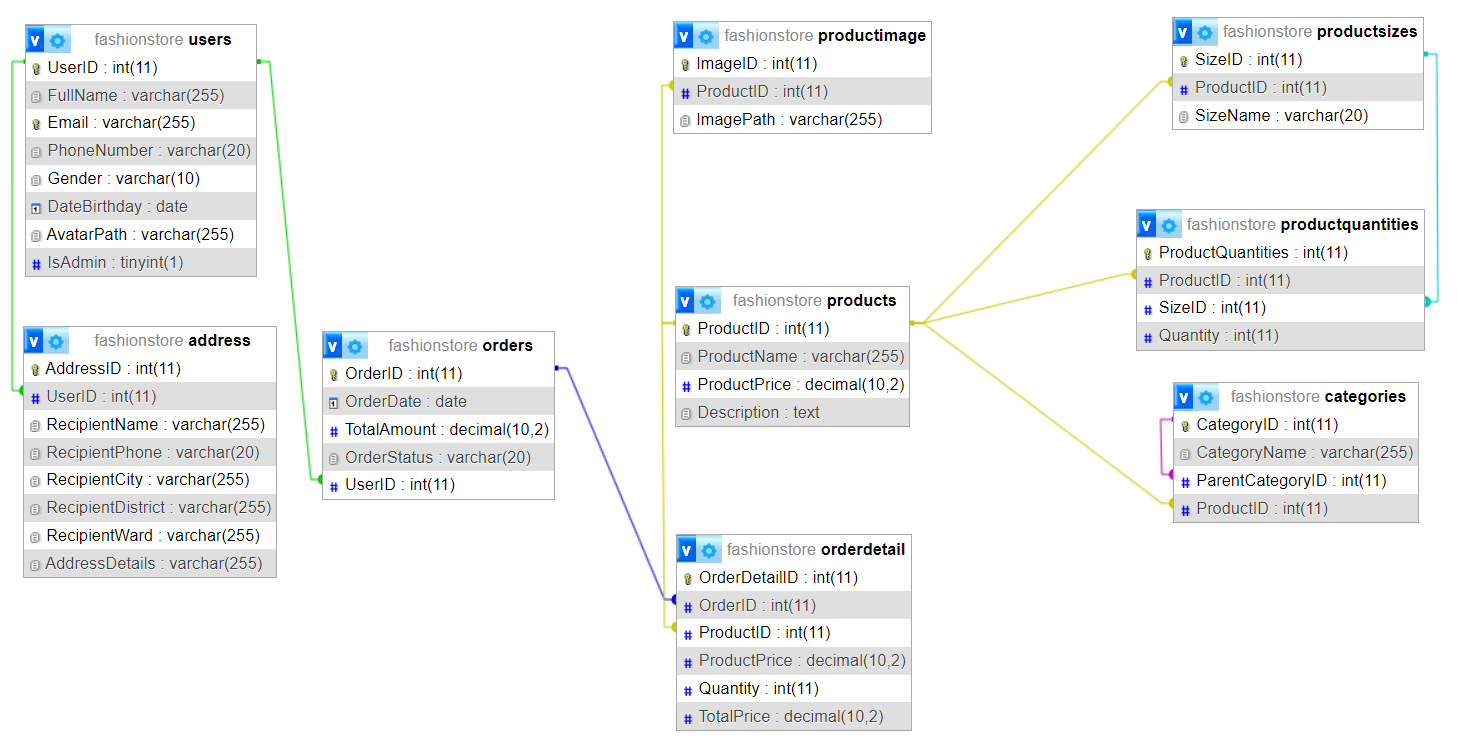 v fashionstore users
UserID : int(11)
FullName : varchar(255)
Email : varchar(255)
PhoneNumber : varchar(20)
Gender : varchar(10)
DateBirthday : date
AvatarPath : varchar(255)
# IsAdmin : tinyint(1)
v fashionstore address
AddressID : int(11)
# UserID : int(11)
RecipientName : varchar(255)
RecipientPhone : varchar(20)
RecipientCity : varchar(255)
RecipientDistrict : varchar(255)
RecipientWard : varchar(255)
AddressDetails : varchar(255)
v fashionstore orders
OrderID : int(11)
OrderDate : date
# TotalAmount : decimal(10,2)
OrderStatus : varchar(20)
# UserID : int(11)
v fashionstore productimage
ImageID : int(11)
# ProductID : int(11)
ImagePath : varchar(255)
v fashionstore products
ProductID : int(11)
ProductName : varchar(255)
# ProductPrice : decimal(10,2)
Description : text
v fashionstore orderdetail
OrderDetailID : int(11)
# OrderID : int(11)
# ProductID : int(11)
# ProductPrice : decimal(10,2)
# Quantity : int(11)
# TotalPrice : decimal(10,2)
v fashionstore productsizes
SizeID : int(11)
# ProductID : int(11)
SizeName : varchar(20)
v fashionstore productquantities
ProductQuantities : int(11)
# ProductID : int(11)
# SizeID : int(11)
# Quantity : int(11)
v fashionstore categories
CategoryID : int(11)
CategoryName : varchar(255)
# ParentCategoryID : int(11)
# ProductID : int(11)